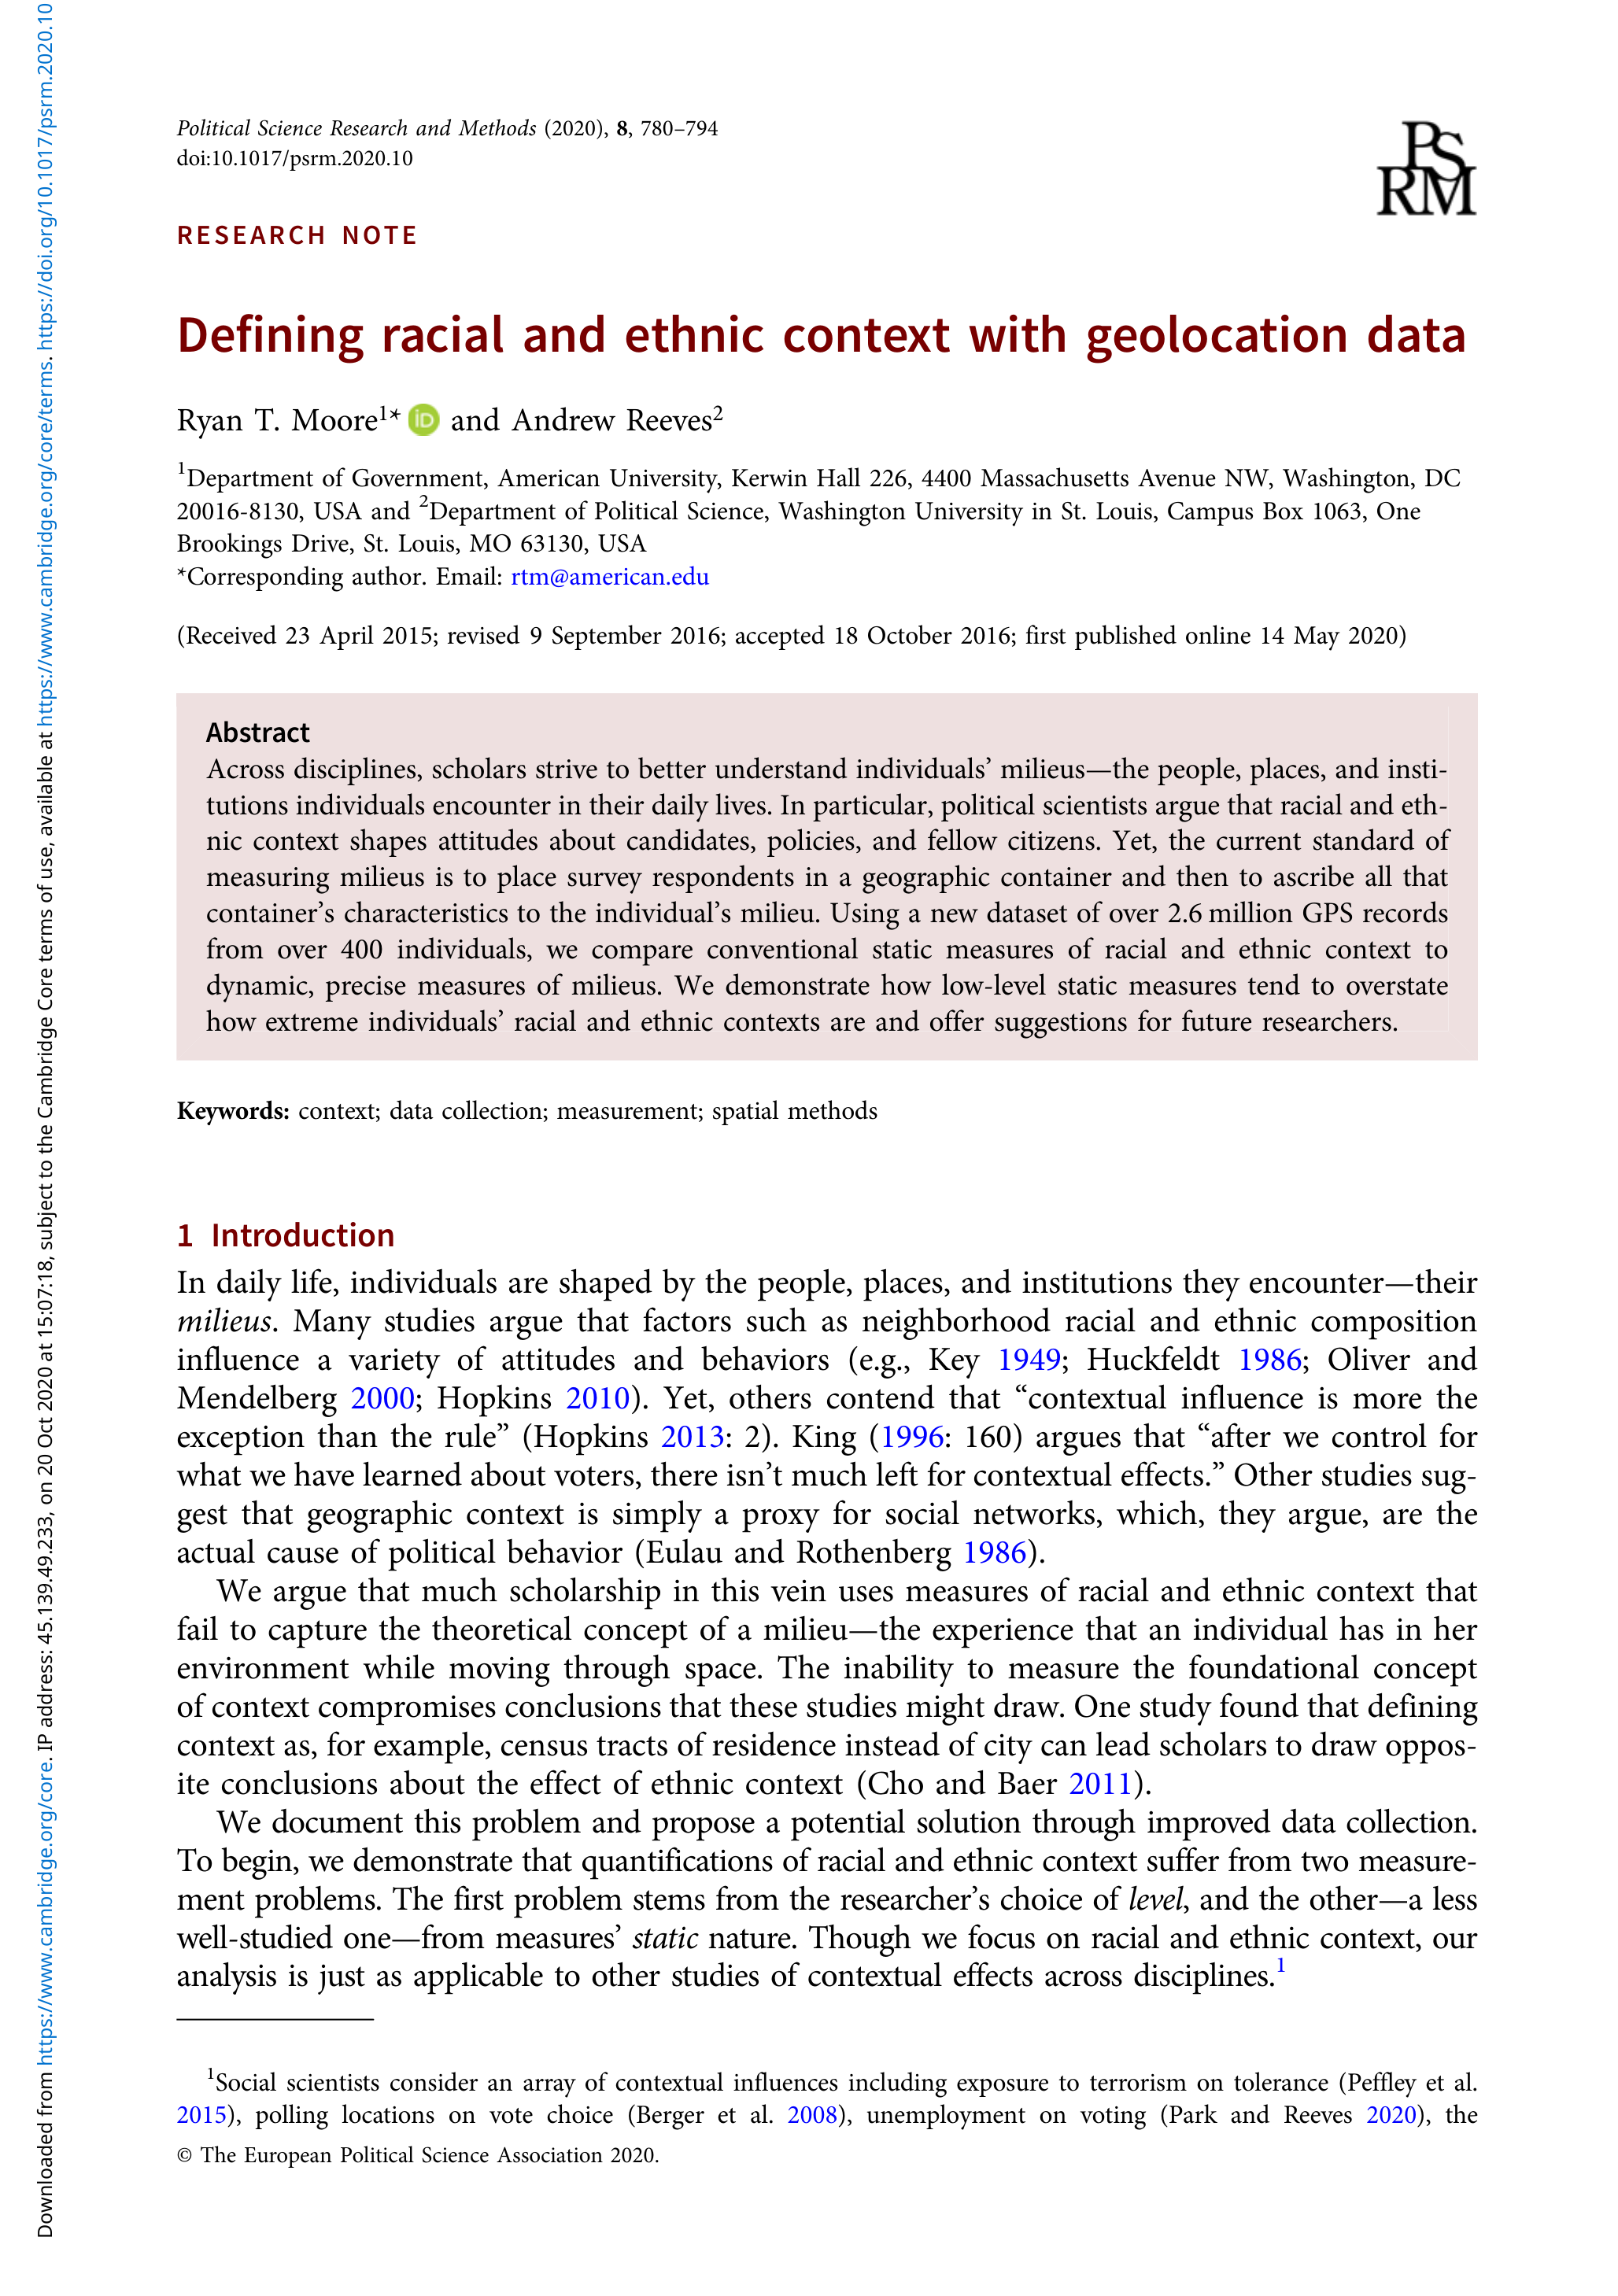 Political Science Research and Methods (2020), 8, 780–794
doi:10.1017/psrm.2020.10
PS
RM
RESEARCH NOTE
Defining racial and ethnic context with geolocation data
Ryan T. Moore1* iD and Andrew Reeves2
1Department of Government, American University, Kerwin Hall 226, 4400 Massachusetts Avenue NW, Washington, DC
20016-8130, USA and 2Department of Political Science, Washington University in St. Louis, Campus Box 1063, One
Brookings Drive, St. Louis, MO 63130, USA
*Corresponding author. Email: rtm@american.edu
(Received 23 April 2015; revised 9 September 2016; accepted 18 October 2016; first published online 14 May 2020)
Abstract
Across disciplines, scholars strive to better understand individuals’ milieus—the people, places, and insti-
tutions individuals encounter in their daily lives. In particular, political scientists argue that racial and eth-
nic context shapes attitudes about candidates, policies, and fellow citizens. Yet, the current standard of
measuring milieus is to place survey respondents in a geographic container and then to ascribe all that
container’s characteristics to the individual’s milieu. Using a new dataset of over 2.6 million GPS records
from over 400 individuals, we compare conventional static measures of racial and ethnic context to
dynamic, precise measures of milieus. We demonstrate how low-level static measures tend to overstate
how extreme individuals’ racial and ethnic contexts are and offer suggestions for future researchers.
Keywords: context; data collection; measurement; spatial methods
1 Introduction
In daily life, individuals are shaped by the people, places, and institutions they encounter—their
milieus. Many studies argue that factors such as neighborhood racial and ethnic composition
influence a variety of attitudes and behaviors (e.g., Key 1949; Huckfeldt 1986; Oliver and
Mendelberg 2000; Hopkins 2010). Yet, others contend that “contextual influence is more the
exception than the rule” (Hopkins 2013: 2). King (1996: 160) argues that “after we control for
what we have learned about voters, there isn’t much left for contextual effects.” Other studies sug-
gest that geographic context is simply a proxy for social networks, which, they argue, are the
actual cause of political behavior (Eulau and Rothenberg 1986).
We argue that much scholarship in this vein uses measures of racial and ethnic context that
fail to capture the theoretical concept of a milieu—the experience that an individual has in her
environment while moving through space. The inability to measure the foundational concept
of context compromises conclusions that these studies might draw. One study found that defining
context as, for example, census tracts of residence instead of city can lead scholars to draw oppos-
ite conclusions about the effect of ethnic context (Cho and Baer 2011).
We document this problem and propose a potential solution through improved data collection.
To begin, we demonstrate that quantifications of racial and ethnic context suffer from two measure-
ment problems. The first problem stems from the researcher’s choice of level, and the other—a less
well-studied one—from measures’ static nature. Though we focus on racial and ethnic context, our
analysis is just as applicable to other studies of contextual effects across disciplines.1
1Social scientists consider an array of contextual influences including exposure to terrorism on tolerance (Peffley et al.
2015), polling locations on vote choice (Berger et al. 2008), unemployment on voting (Park and Reeves 2020), the
© The European Political Science Association 2020.
Downloaded from https://www.cambridge.org/core. IP address: 45.139.49.233, on 20 Oct 2020 at 15:07:18, subject to the Cambridge Core terms of use, available at https://www.cambridge.org/core/terms. https://doi.org/10.1017/psrm.2020.10